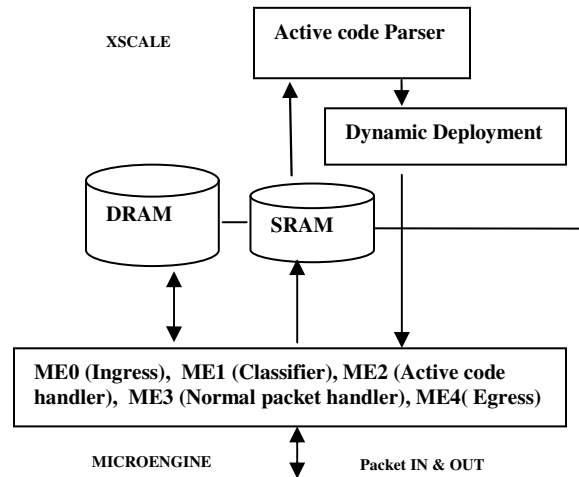 Active code Parser
XSCALE
Dynamic Deployment
DRAM
SRAM
ME0 (Ingress), ME1 (Classifier), ME2 (Active code
handler), ME3 (Normal packet handler), ME4( Egress)
MICROENGINE
Packet IN & OUT